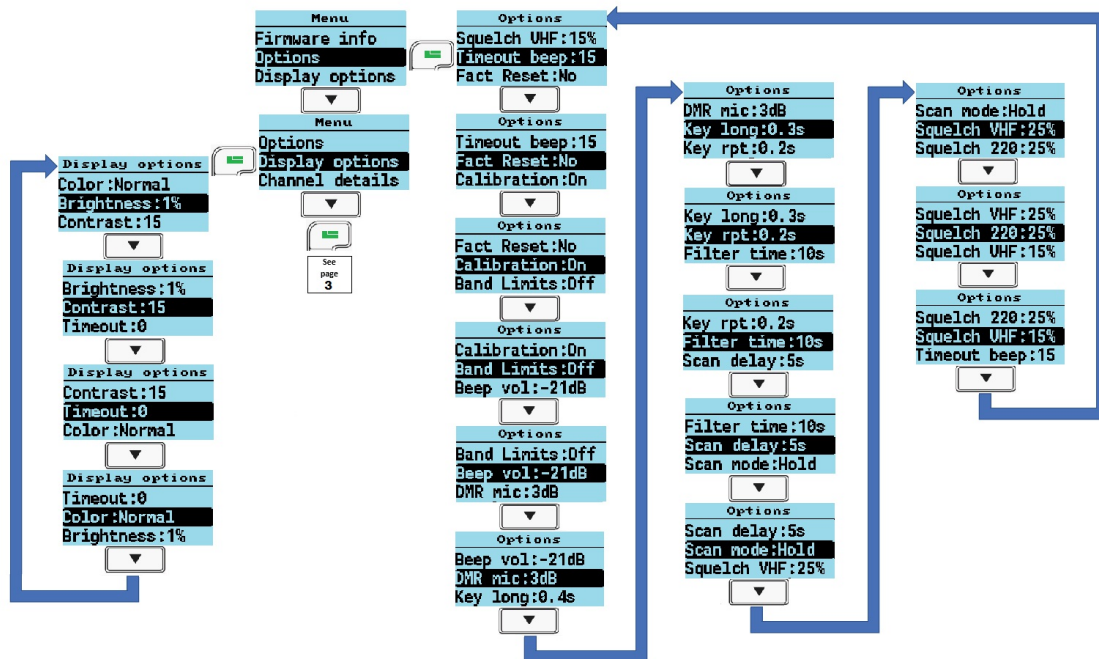 Menu
Firmware info
Options
Display options
Menu
Options
Display options
Channel details
See
page
3
Display options
Color:Normal
Brightness:1%
Contrast:15
Display options
Brightness:1%
Contrast:15
Timeout:0
Display options
Contrast:15
Timeout:0
Color:Normal
Display options
Timeout:0
Color:Normal
Brightness:1%
Options
Squelch VHF:15%
Timeout beep:15
Fact Reset:No
Options
Timeout beep:15
Fact Reset:No
Calibration:On
Options
Fact Reset:No
Calibration:On
Band Limits:Off
Options
Calibration:On
Band Limits:Off
Beep vol:-21dB
Options
Band Limits:Off
Beep vol:-21dB
DMR mic:3dB
Options
Beep vol:-21dB
DMR mic:3dB
Key long:0.4s
Options
DMR mic:3dB
Key long:0.3s
Key rpt:0.2s
Options
Key long:0.3s
Key rpt:0.2s
Filter time:10s
Options
Key rpt:0.2s
Filter time:10s
Scan delay:5s
Options
Filter time:10s
Scan delay:5s
Scan mode:Hold
Options
Scan delay:5s
Scan mode:Hold
Squelch VHF:25%
Options
Scan mode:Hold
Squelch VHF:25%
Squelch 220:25%
Options
Squelch VHF:25%
Squelch 220:25%
Squelch VHF:15%
Options
Squelch 220:25%
Squelch VHF:15%
Timeout beep:15